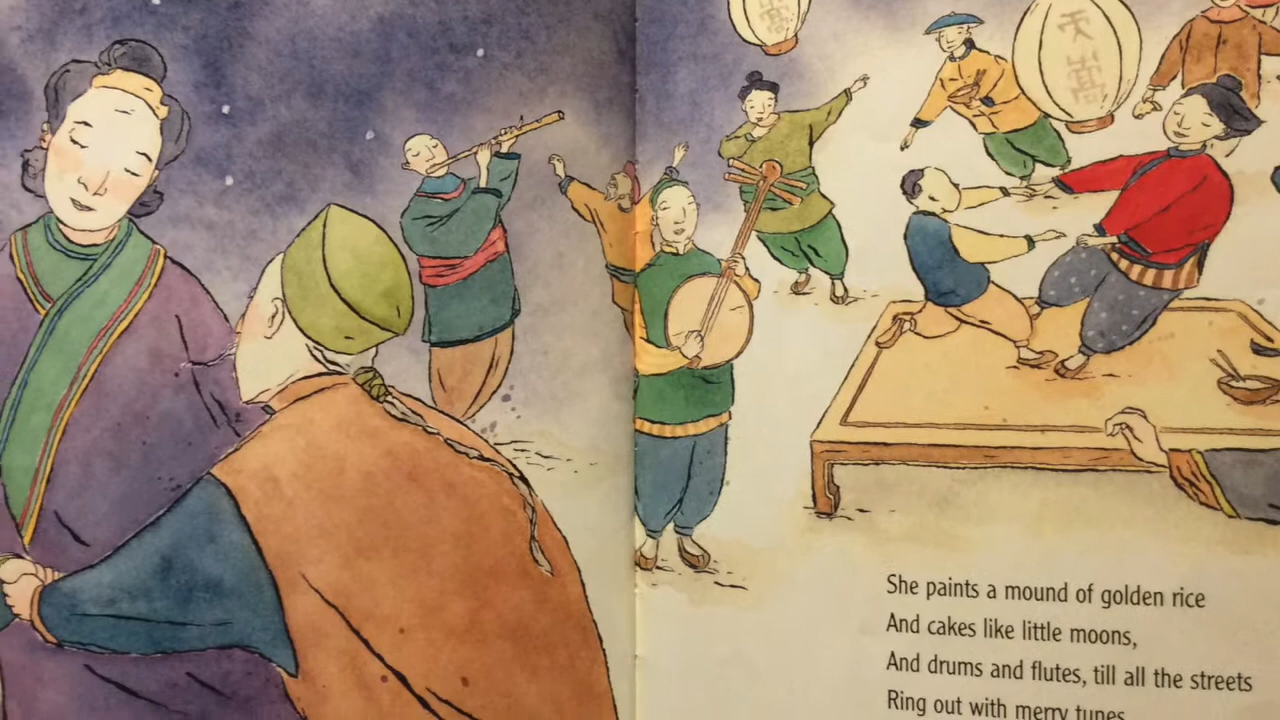 She paints a mound of golden rice
And cakes like little moons,
And drums and flutes, till all the streets
Ring out with merry tunes